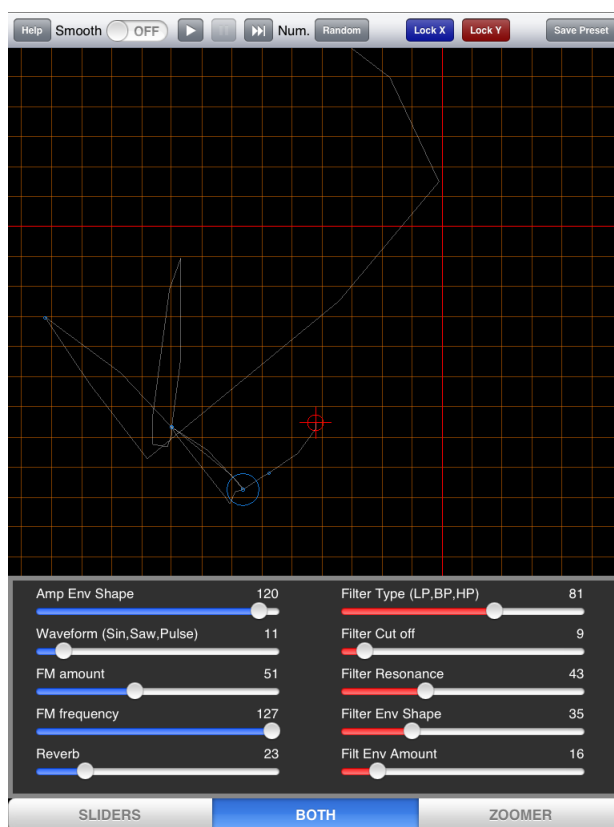 Help Smooth OFF Num. Random Lock X Lock Y Save Preset
Amp Env Shape 120 Filter Type (LP,BP,HP) 81
Waveform (Sin,Saw,Pulse) 11 Filter Cut off 9
FM amount 51 Filter Resonance 43
FM frequency 127 Filter Env Shape 35
Reverb 23 Filt Env Amount 16
SLIDERS BOTH ZOOMER